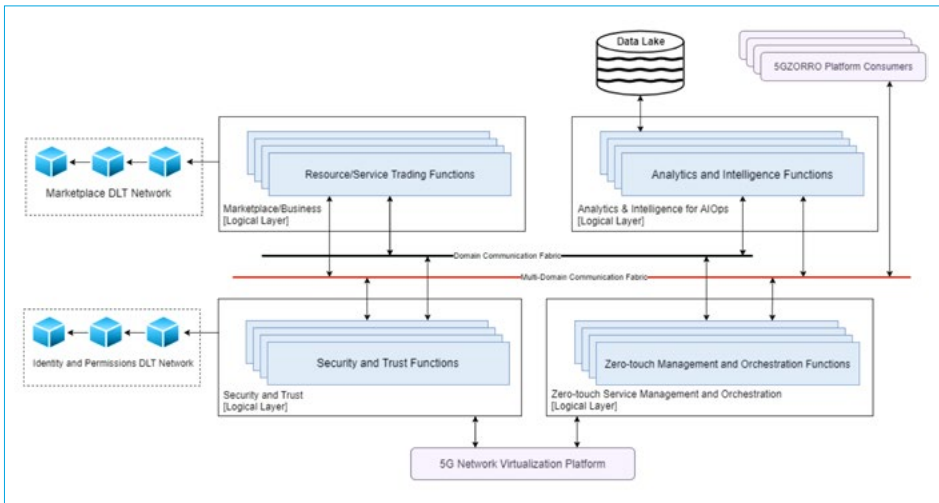 Data Lake
5GZORRO Platform Consumers
Resource/Service Trading Functions
Analytics and Intelligence Functions
Marketplace DLT Network
Marketplace/Business
[Logical Layer]
Analytics & Intelligence for AIOps
[Logical Layer]
Domain Communication Fabric
Multi-Domain Communication Fabric
Security and Trust Functions
Zero-touch Management and Orchestration Functions
Identity and Permissions DLT Network
Security and Trust
[Logical Layer]
Zero-touch Service Management and Orchestration
[Logical Layer]
5G Network Virtualization Platform